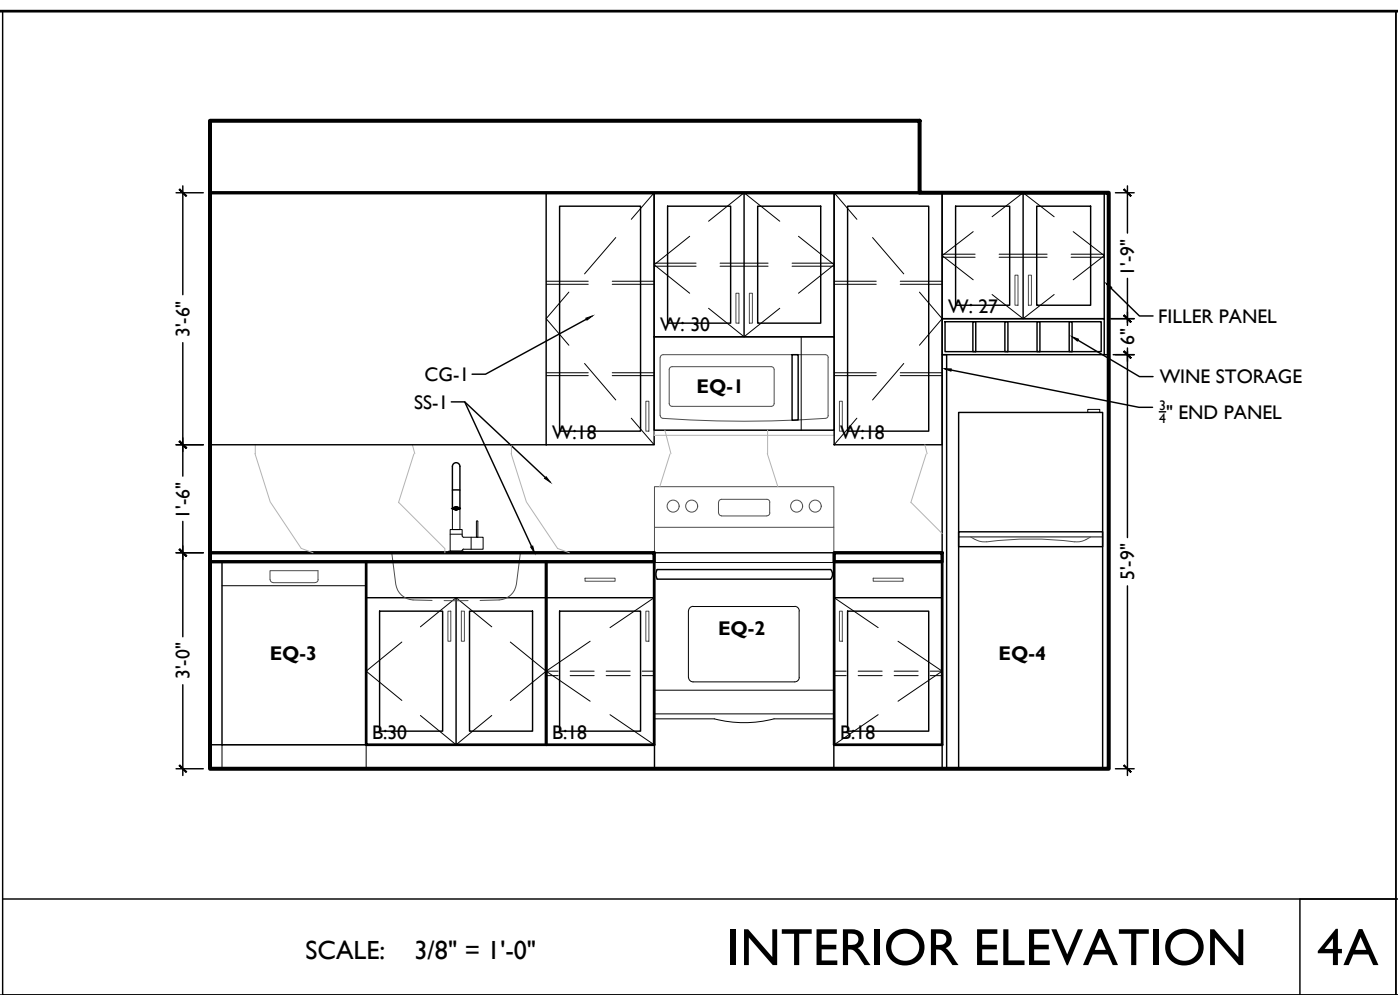 3'-6"
1'-6"
3'-0"
CG-1
SS-1
W:18
W: 30
W:18
W: 27
EQ-1
EQ-2
EQ-3
EQ-4
B:30
B:18
B:18
1'-9"
6"
5'-9"
FILLER PANEL
WINE STORAGE
3/4" END PANEL
SCALE: 3/8" = 1'-0"
INTERIOR ELEVATION
4A